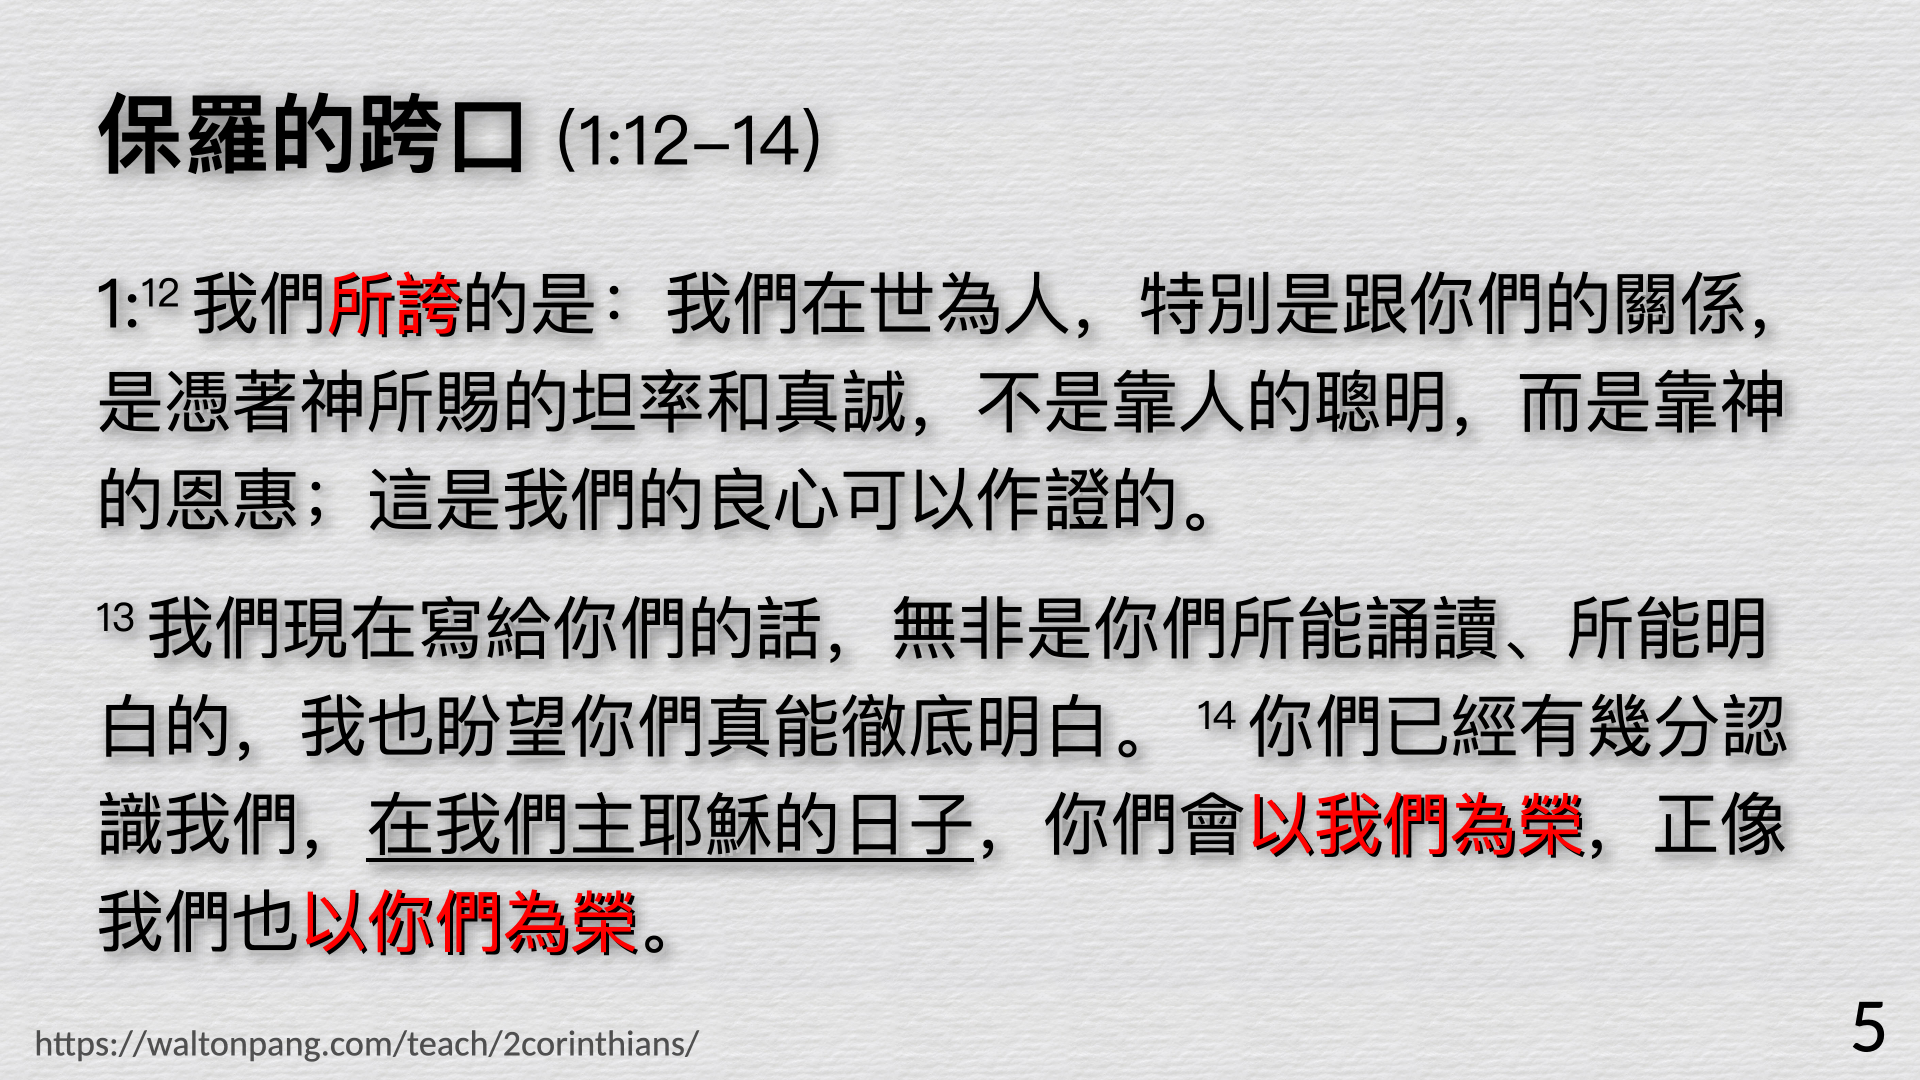 保羅的跨口 (1:12–14)
1:12 我們所誇的是：我們在世為人，特別是跟你們的關係，
是憑著神所賜的坦率和真誠，不是靠人的聰明，而是靠神
的恩惠；這是我們的良心可以作證的。
13 我們現在寫給你們的話，無非是你們所能誦讀、所能明
白的，我也盼望你們真能徹底明白。 14 你們已經有幾分認
識我們，在我們主耶穌的日子，你們會以我們為榮，正像
我們也以你們為榮。
https://waltonpang.com/teach/2corinthians/
5